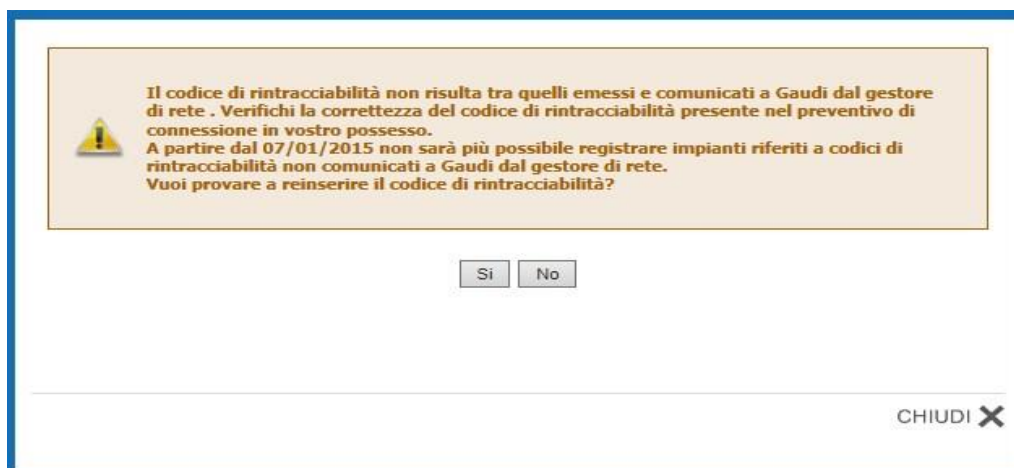 Il codice di rintracciabilità non risulta tra quelli emessi e comunicati a Gaudi dal gestore
di rete . Verifichi la correttezza del codice di rintracciabilità presente nel preventivo di
connessione in vostro possesso.
A partire dal 07/01/2015 non sarà più possibile registrare impianti riferiti a codici di
rintracciabilità non comunicati a Gaudi dal gestore di rete.
Vuoi provare a reinserire il codice di rintracciabilità?
Si No
CHIUDI